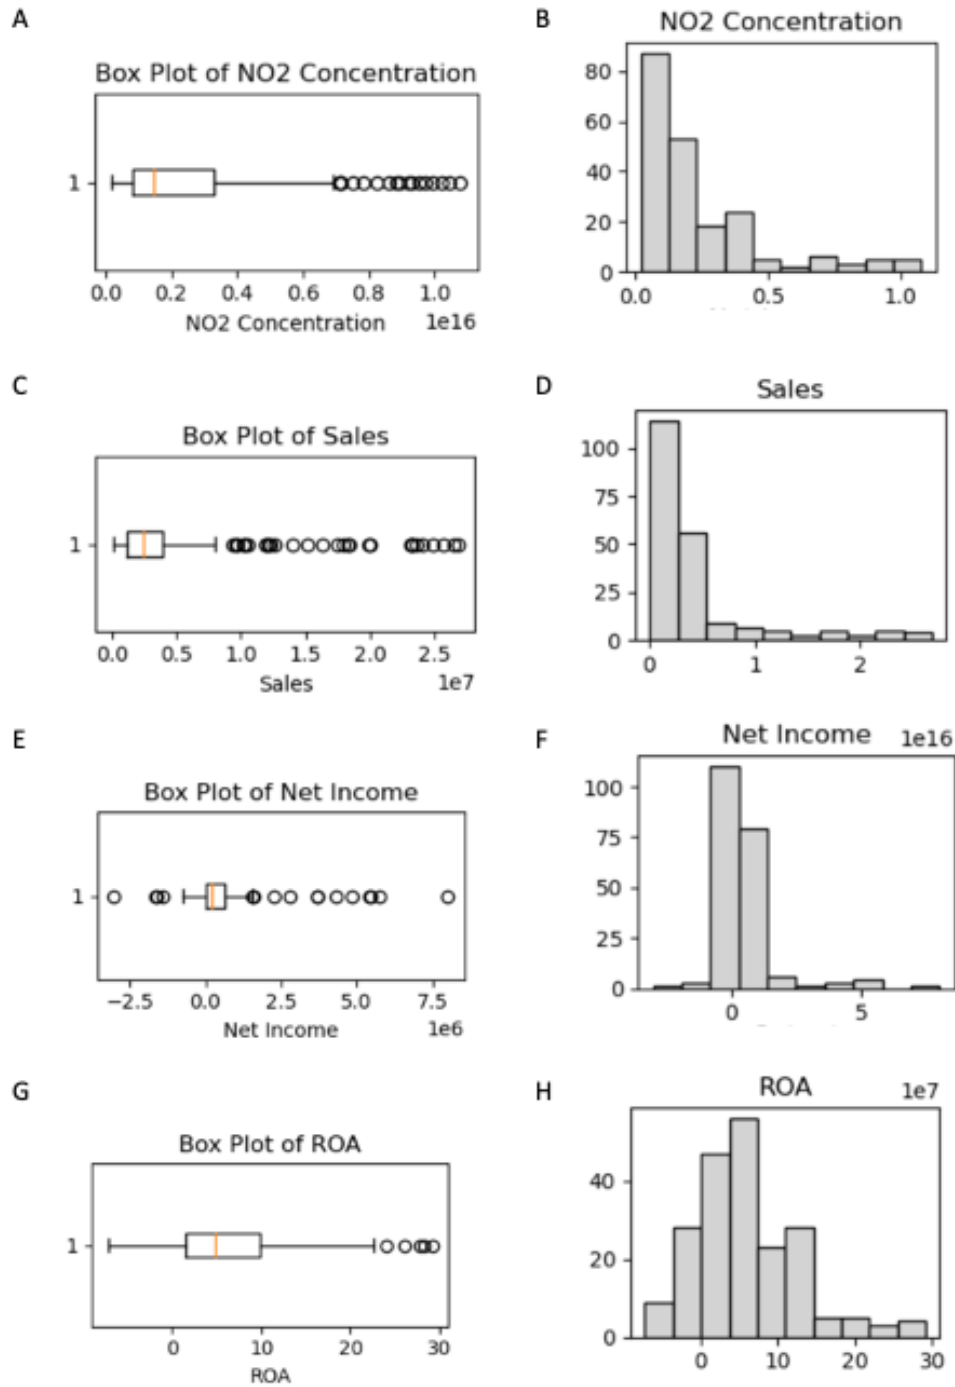 A
B
NO2 Concentration
Box Plot of NO2 Concentration
1
0.0 0.2 0.4 0.6 0.8 1.0
NO2 Concentration 1e16
80
60
40
20
0
0.0 0.5 1.0
C
D
Sales
Box Plot of Sales
1
0.0 0.5 1.0 1.5 2.0 2.5
Sales 1e7
100
75
50
25
0
0 1 2
E
F
Net Income 1e16
Box Plot of Net Income
1
−2.5 0.0 2.5 5.0 7.5
Net Income 1e6
100
75
50
25
0
0 5
G
H
ROA 1e7
Box Plot of ROA
1
0 10 20 30
ROA
40
20
0
0 10 20 30